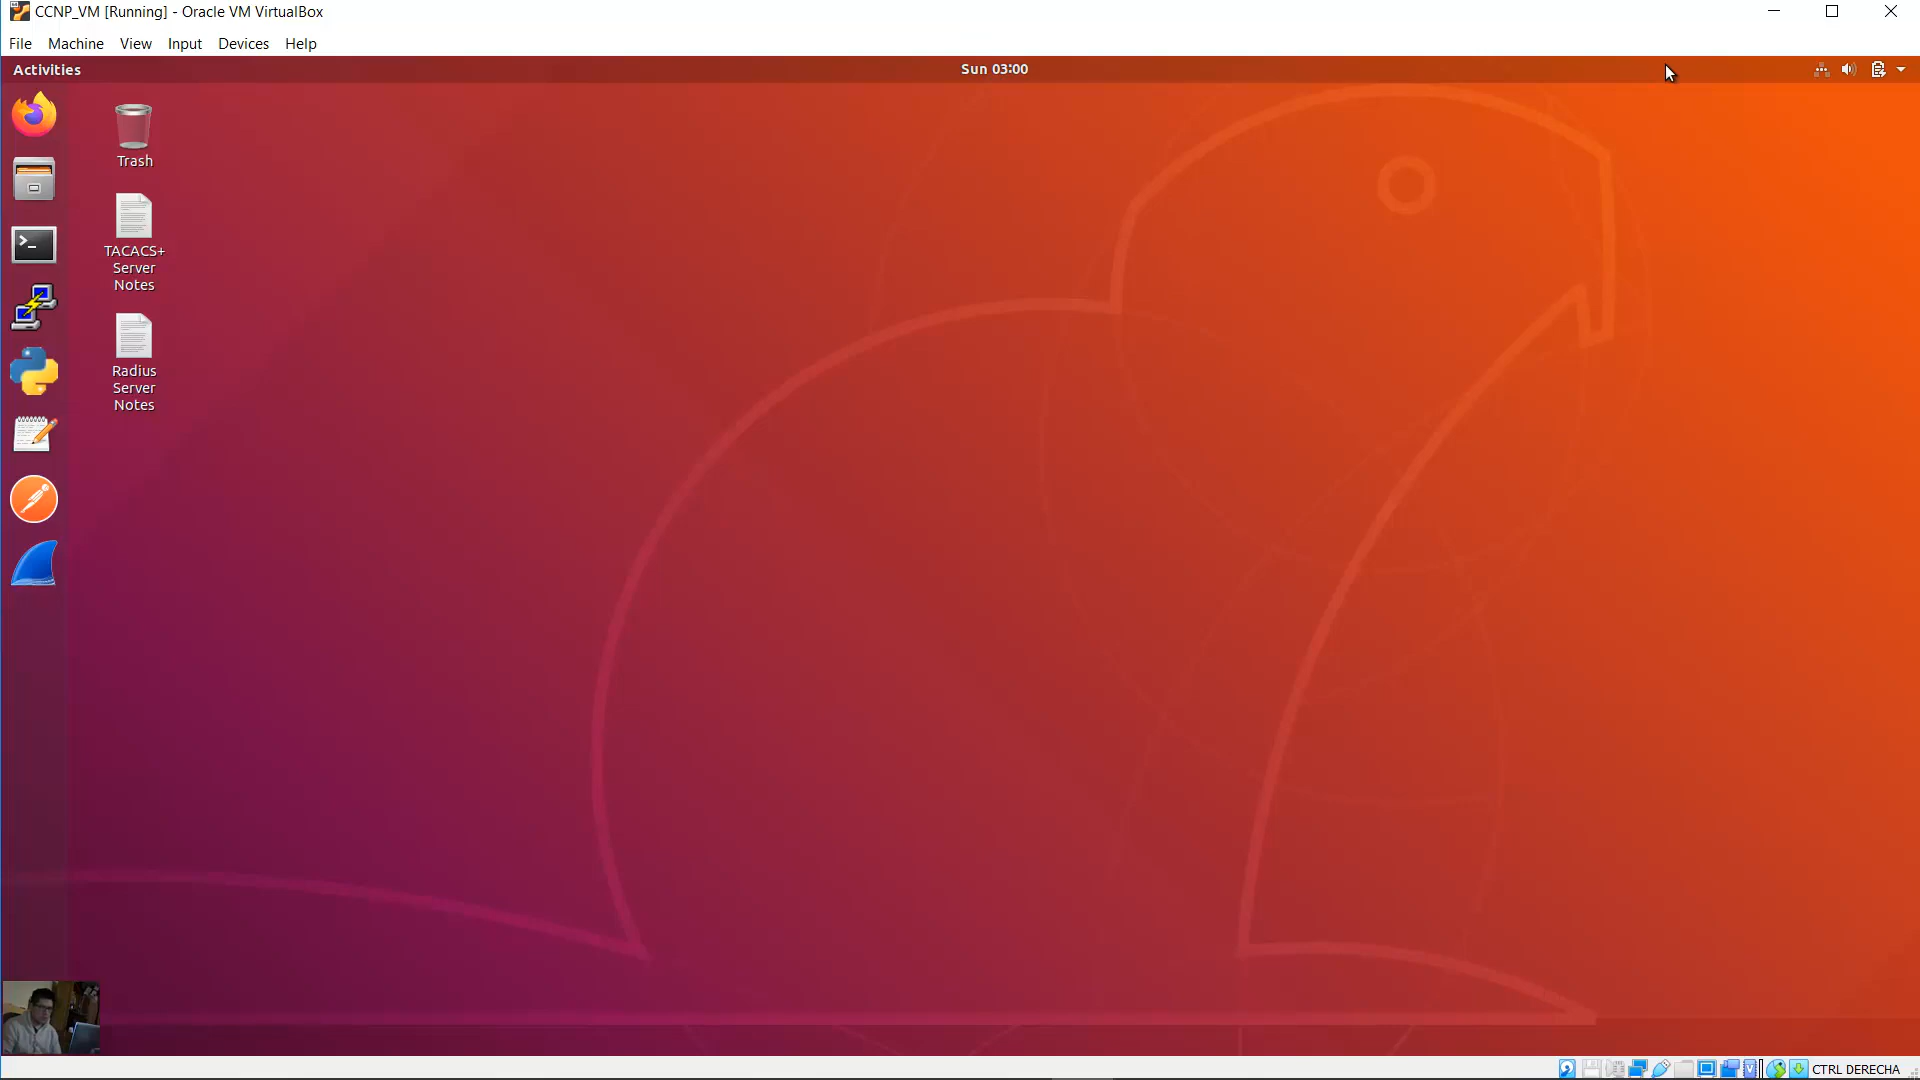 CCNP_VM [Running] - Oracle VM VirtualBox
File Machine View Input Devices Help
Activities
Sun 03:00
Trash
TACACS+
Server
Notes
Radius
Server
Notes
CTRL DERECHA